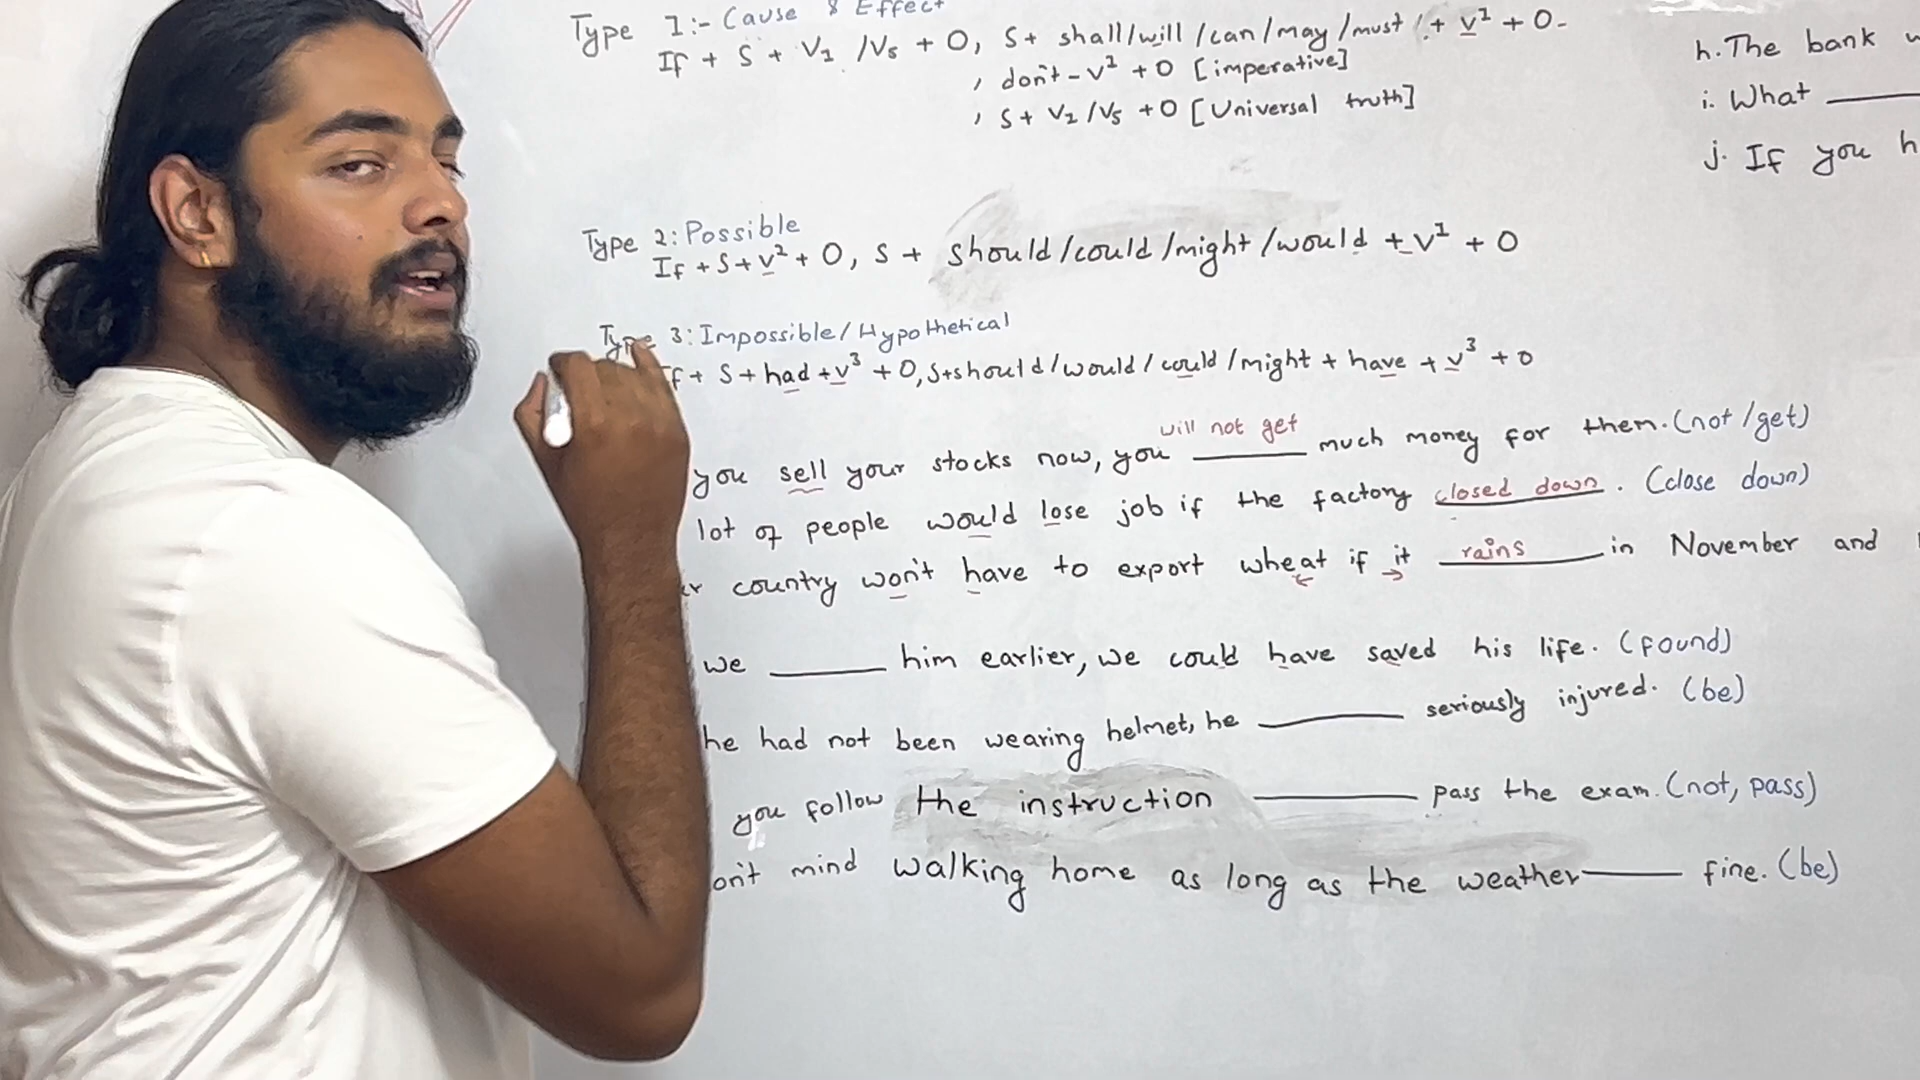 Type 1:- Cause & Effect
If + S + V1 /V5 + O, S + shall/will/can/may/must + V¹ + O.
, don't - V¹ + O [imperative]
, S + V1/V5 + O [Universal truth]
Type 2: Possible
If + S + V² + O, S + should/could/might/would + V¹ + O
Type 3: Impossible/Hypothetical
If + S + had + V³ + O, S + should/would/could/might + have + V³ + O
you sell your stocks now, you will not get much money for them. (not/get)
lot of people would lose job if the factory closed down. (close down)
country won't have to export wheat if it rains in November and
we ______ him earlier, we could have saved his life. (found)
he had not been wearing helmet, he ______ seriously injured. (be)
you follow the instruction ______ pass the exam. (not, pass)
on't mind walking home as long as the weather ______ fine. (be)
h. The bank
i. What ______
j. If you h